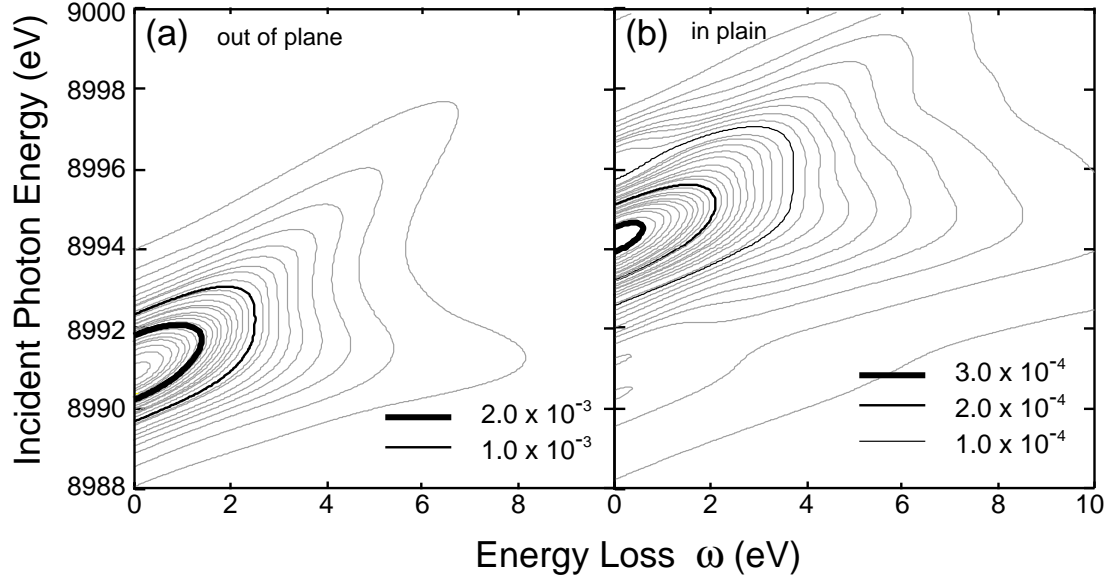 Incident Photon Energy (eV)
9000
8998
8996
8994
8992
8990
8988
(a) out of plane
2.0 x 10⁻³
1.0 x 10⁻³
0 2 4 6 8
(b) in plain
3.0 x 10⁻⁴
2.0 x 10⁻⁴
1.0 x 10⁻⁴
0 2 4 6 8 10
Energy Loss ω (eV)